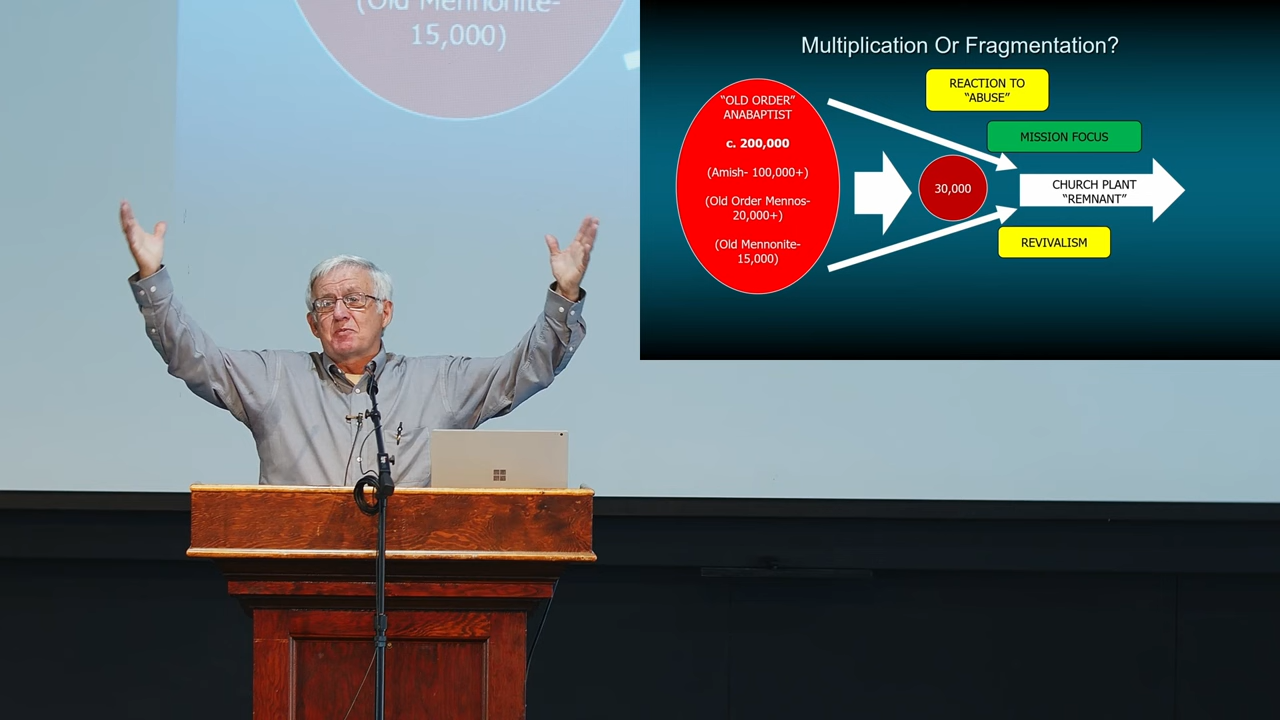 (Old Mennonite-
15,000)
Multiplication Or Fragmentation?
"OLD ORDER"
ANABAPTIST
c. 200,000
(Amish- 100,000+)
(Old Order Mennos-
20,000+)
(Old Mennonite-
15,000)
30,000
REACTION TO
"ABUSE"
MISSION FOCUS
CHURCH PLANT
"REMNANT"
REVIVALISM